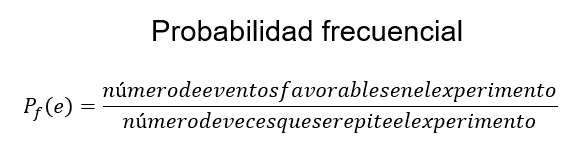 Probabilidad frecuencial
númerodeeventosfavorablesenelexperimento
P_f(e) =
númerodevecesqueserepiteelexperimento